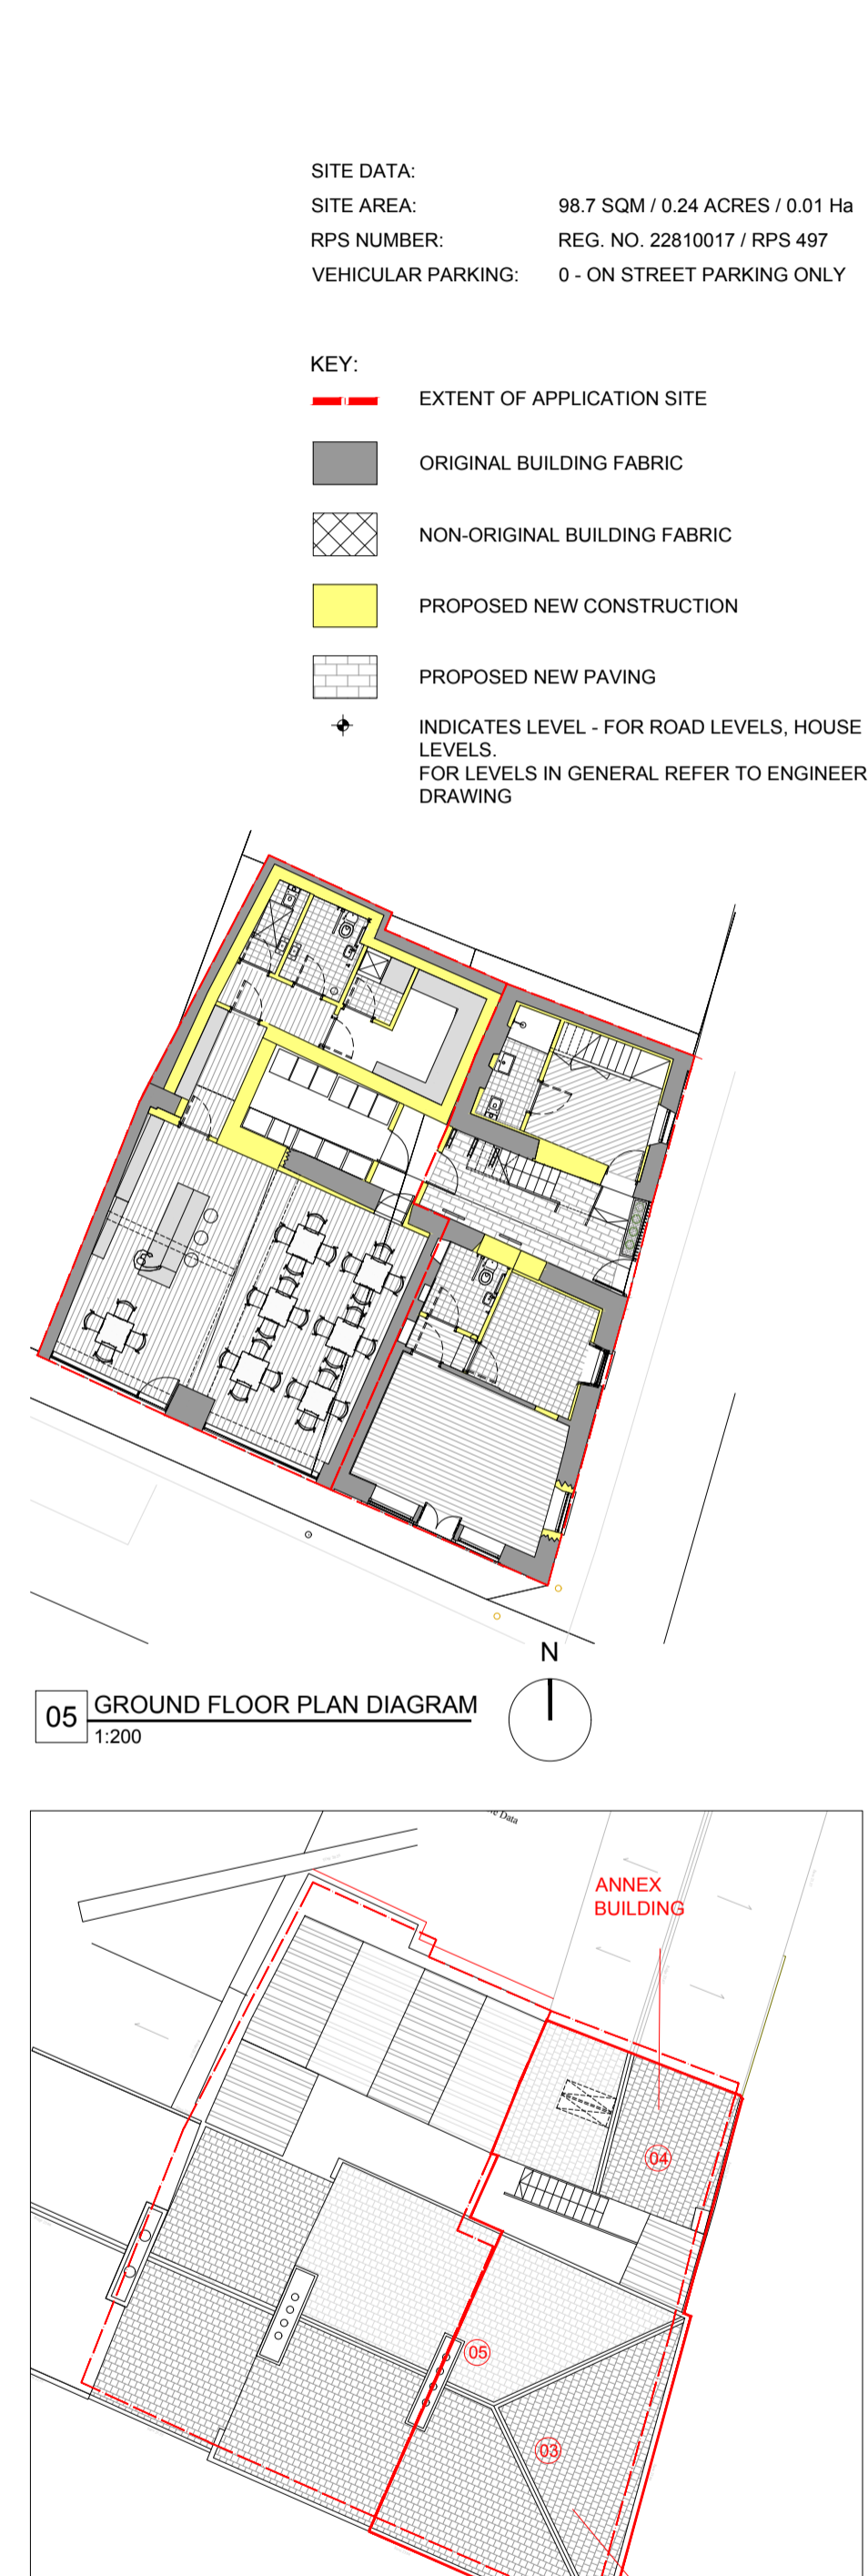 SITE DATA:
SITE AREA: 98.7 SQM / 0.24 ACRES / 0.01 Ha
RPS NUMBER: REG. NO. 22810017 / RPS 497
VEHICULAR PARKING: 0 - ON STREET PARKING ONLY
KEY:
EXTENT OF APPLICATION SITE
ORIGINAL BUILDING FABRIC
NON-ORIGINAL BUILDING FABRIC
PROPOSED NEW CONSTRUCTION
PROPOSED NEW PAVING
INDICATES LEVEL - FOR ROAD LEVELS, HOUSE
LEVELS.
FOR LEVELS IN GENERAL REFER TO ENGINEER
DRAWING
N
05 GROUND FLOOR PLAN DIAGRAM
1:200
Data
ANNEX
BUILDING
04
05
03